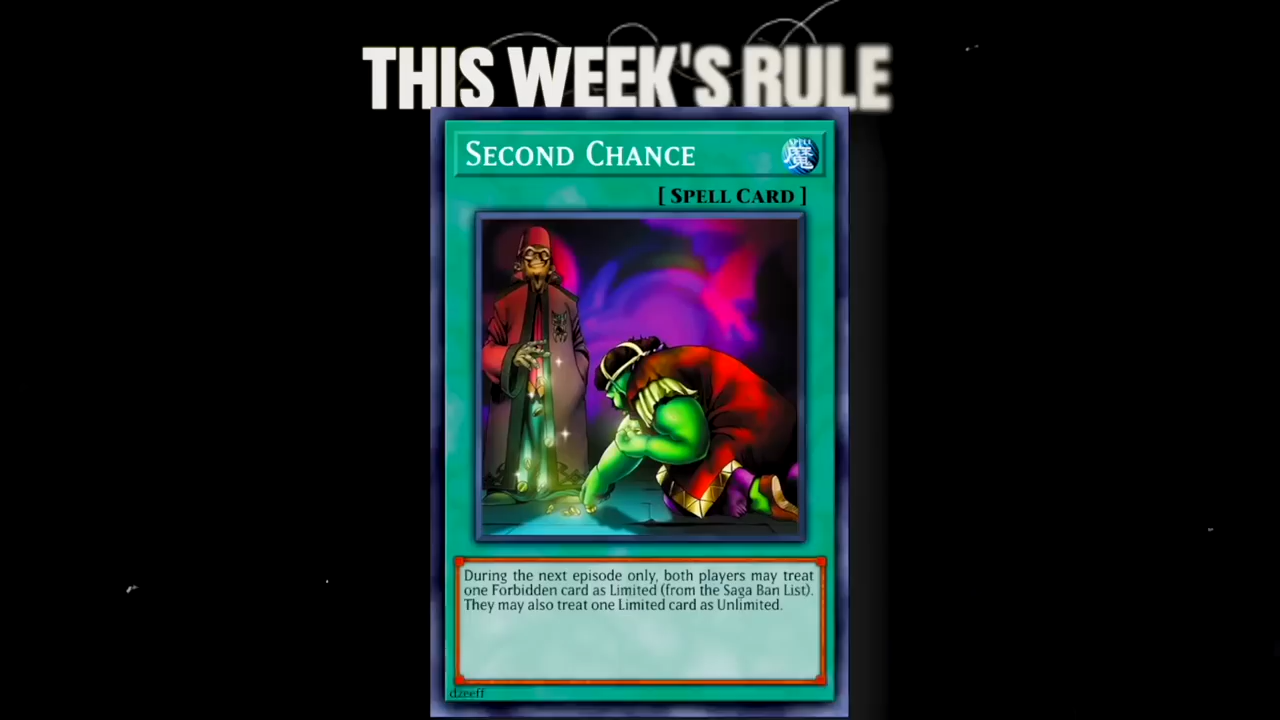 THIS WEEK'S RULE
SECOND CHANCE
魔
[ SPELL CARD ]
During the next episode only, both players may treat
one Forbidden card as Limited (from the Saga Ban List).
They may also treat one Limited card as Unlimited.
dzeeff